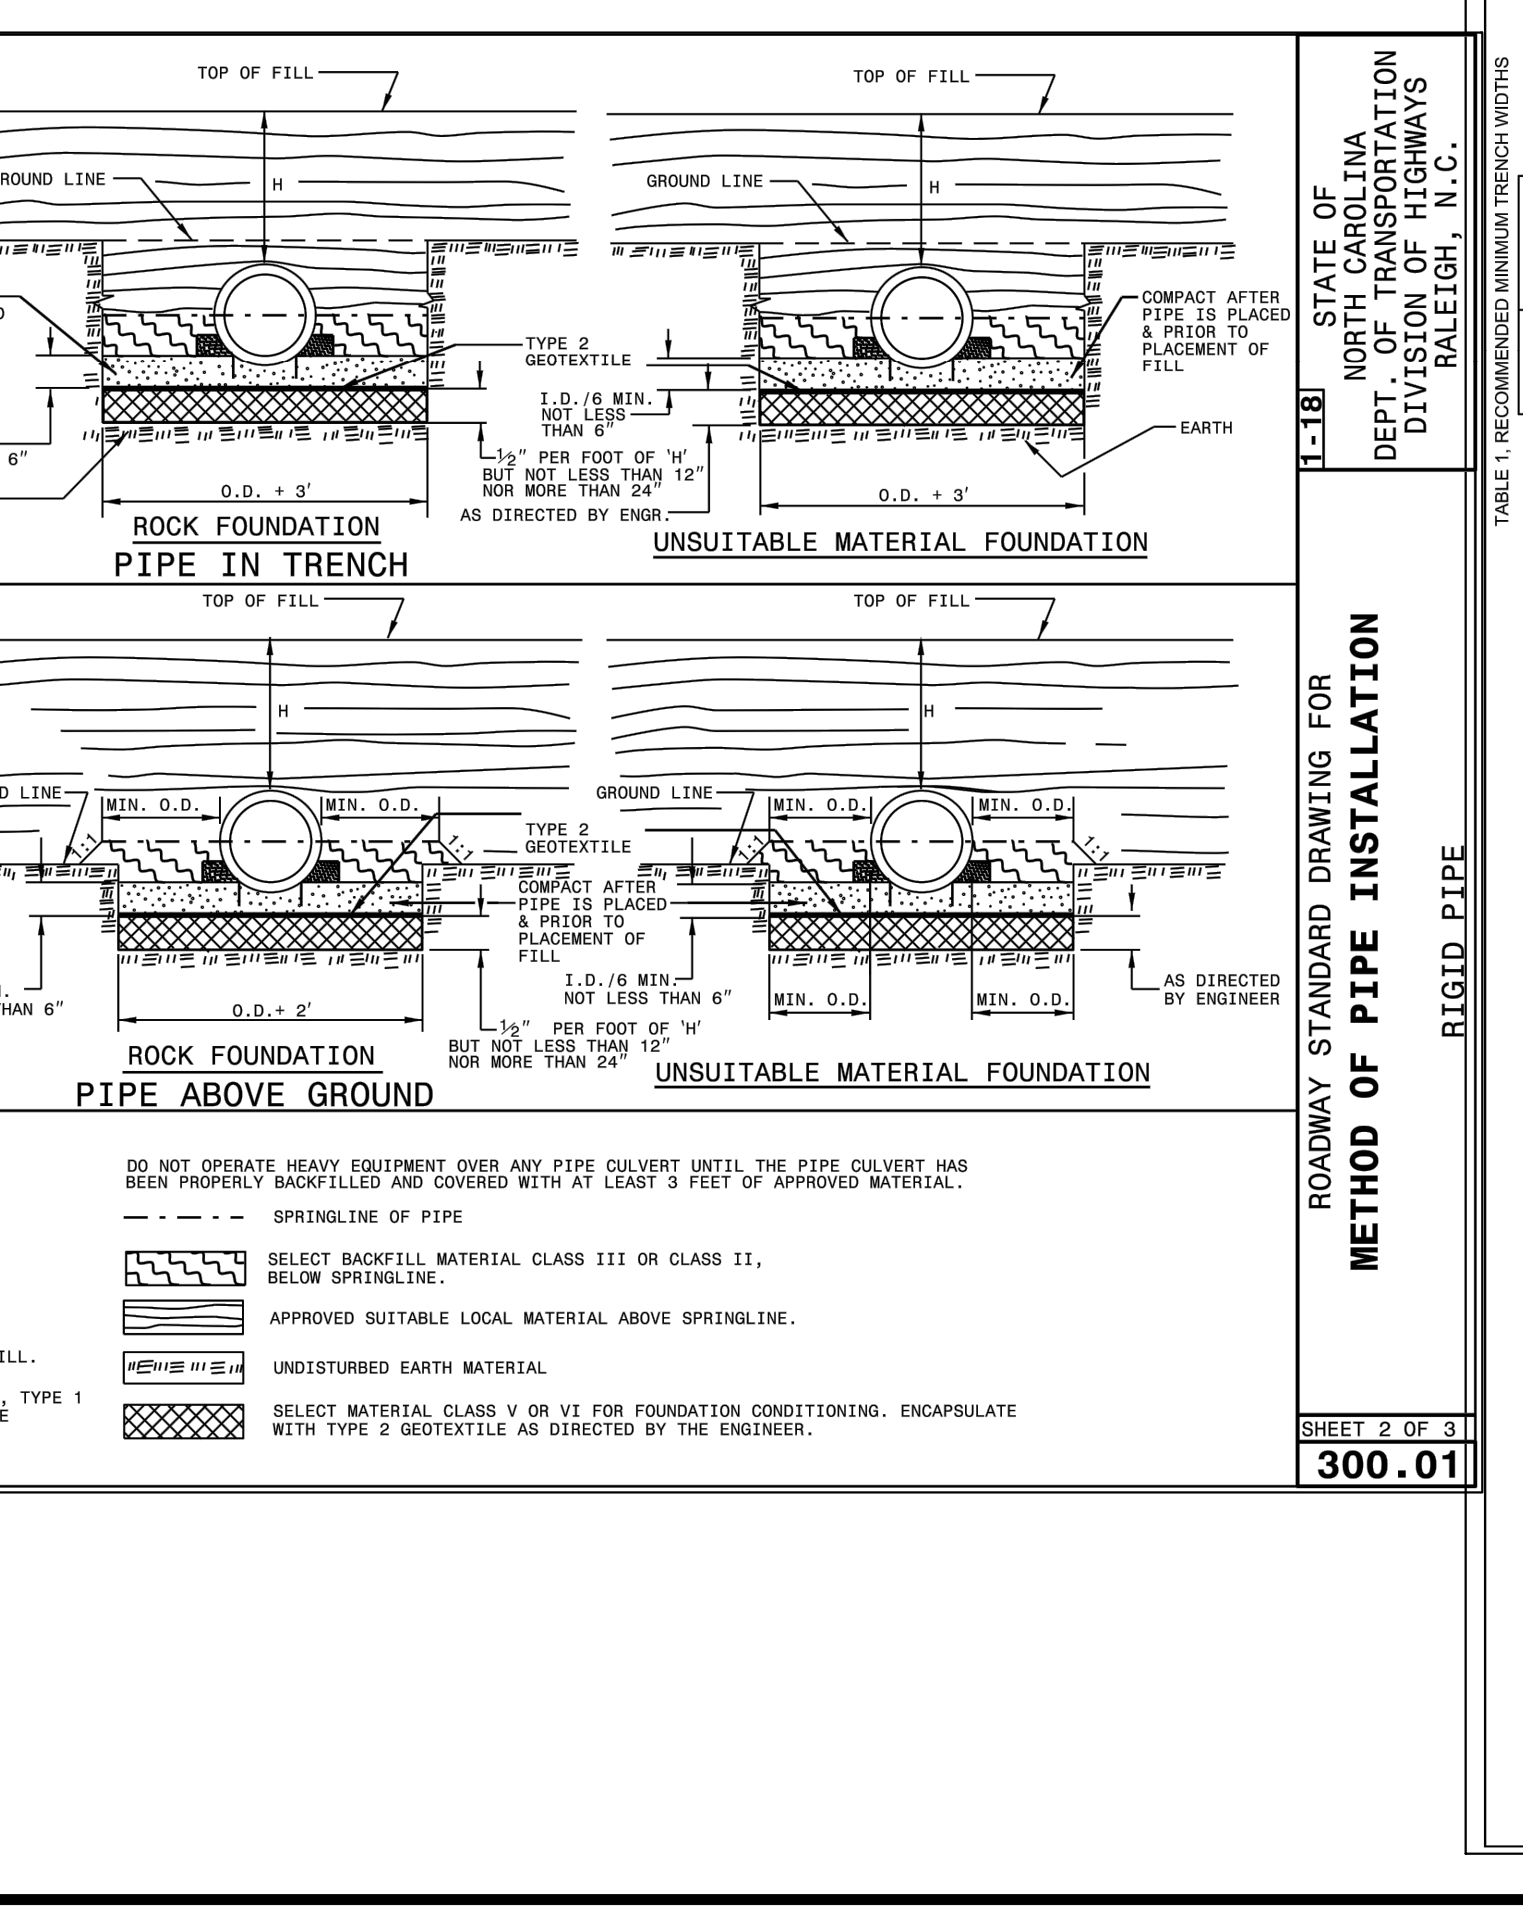 TOP OF FILL
TOP OF FILL
H
H
ROUND LINE
GROUND LINE
COMPACT AFTER
PIPE IS PLACED
& PRIOR TO
PLACEMENT OF
FILL
TYPE 2
GEOTEXTILE
I.D./6 MIN.
NOT LESS
THAN 6"
EARTH
6"
½" PER FOOT OF 'H'
BUT NOT LESS THAN 12"
NOR MORE THAN 24"
AS DIRECTED BY ENGR.
O.D. + 3'
O.D. + 3'
ROCK FOUNDATION
PIPE IN TRENCH
UNSUITABLE MATERIAL FOUNDATION
TOP OF FILL
TOP OF FILL
H
H
D LINE
MIN. O.D.
MIN. O.D.
GROUND LINE
MIN. O.D.
MIN. O.D.
1:1
1:1
1:1
1:1
TYPE 2
GEOTEXTILE
COMPACT AFTER
PIPE IS PLACED
& PRIOR TO
PLACEMENT OF
FILL
I.D./6 MIN.
NOT LESS THAN 6"
HAN 6"
AS DIRECTED
BY ENGINEER
MIN. O.D.
MIN. O.D.
O.D.+ 2'
½" PER FOOT OF 'H'
BUT NOT LESS THAN 12"
NOR MORE THAN 24"
ROCK FOUNDATION
PIPE ABOVE GROUND
UNSUITABLE MATERIAL FOUNDATION
DO NOT OPERATE HEAVY EQUIPMENT OVER ANY PIPE CULVERT UNTIL THE PIPE CULVERT HAS
BEEN PROPERLY BACKFILLED AND COVERED WITH AT LEAST 3 FEET OF APPROVED MATERIAL.
SPRINGLINE OF PIPE
SELECT BACKFILL MATERIAL CLASS III OR CLASS II,
BELOW SPRINGLINE.
APPROVED SUITABLE LOCAL MATERIAL ABOVE SPRINGLINE.
ILL.
UNDISTURBED EARTH MATERIAL
, TYPE 1
E
SELECT MATERIAL CLASS V OR VI FOR FOUNDATION CONDITIONING. ENCAPSULATE
WITH TYPE 2 GEOTEXTILE AS DIRECTED BY THE ENGINEER.
STATE OF
NORTH CAROLINA
DEPT. OF TRANSPORTATION
DIVISION OF HIGHWAYS
RALEIGH, N.C.
1-18
ROADWAY STANDARD DRAWING FOR
METHOD OF PIPE INSTALLATION
RIGID PIPE
SHEET 2 OF 3
300.01
TABLE 1, RECOMMENDED MINIMUM TRENCH WIDTHS